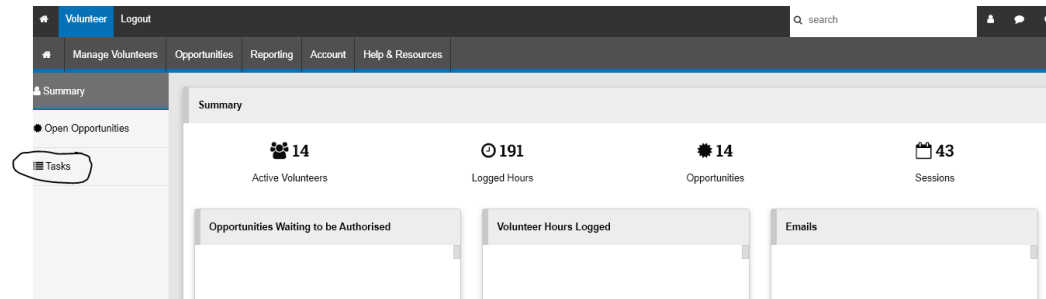 Volunteer Logout search
Manage Volunteers Opportunities Reporting Account Help & Resources
Summary
Open Opportunities
Tasks
Summary
14 191 14 43
Active Volunteers Logged Hours Opportunities Sessions
Opportunities Waiting to be Authorised Volunteer Hours Logged Emails